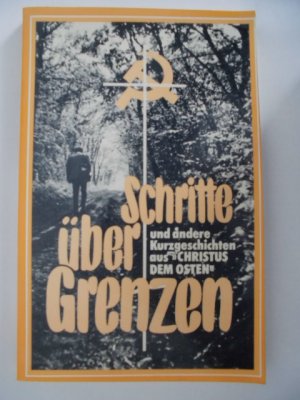 Schritte
über
Grenzen
und andere
Kurzgeschichten
aus »CHRISTUS
DEM OSTEN«